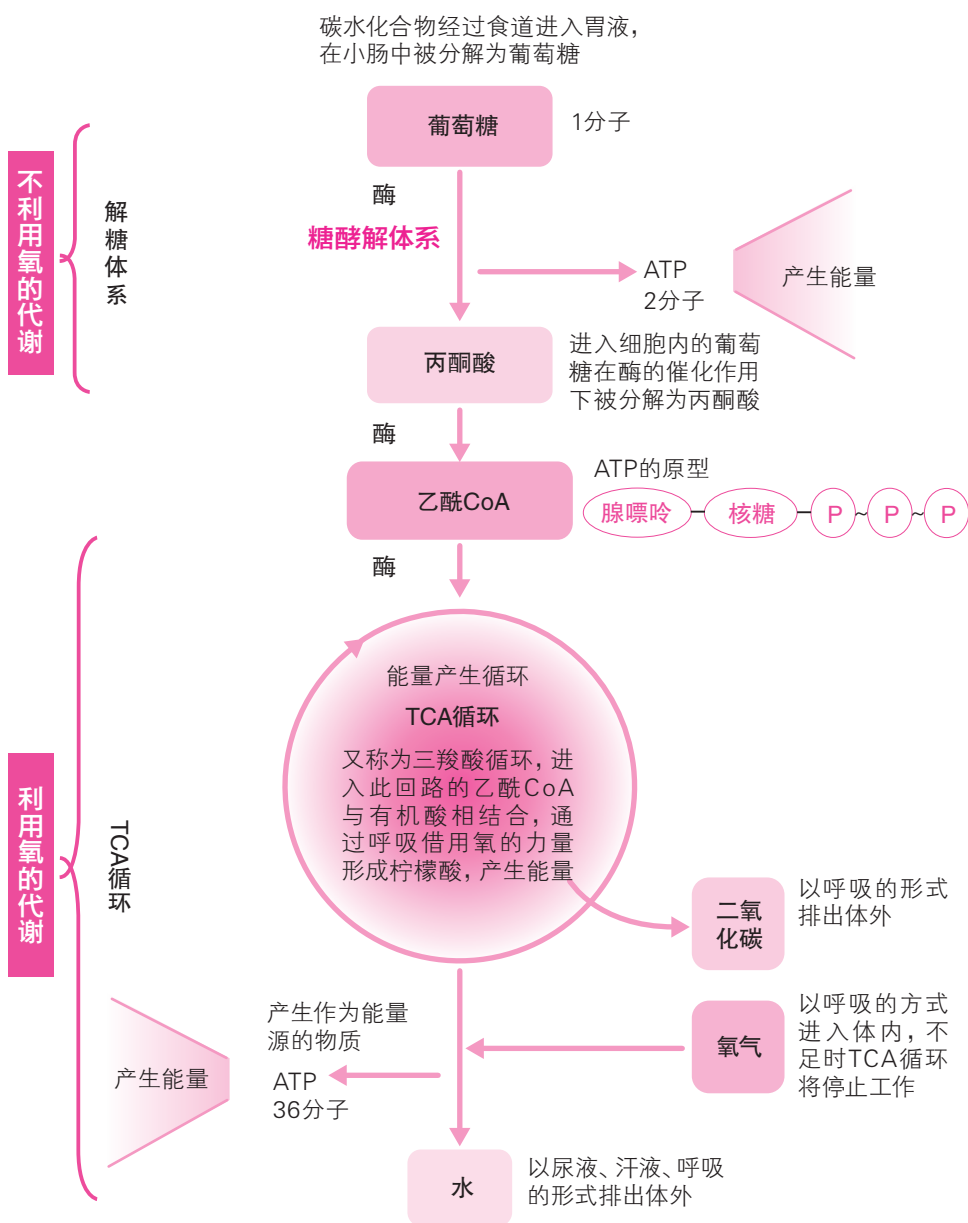 碳水化合物经过食道进入胃液，
在小肠中被分解为葡萄糖
葡萄糖
1分子
不利用氧的代谢
解糖体系
酶
糖酵解体系
ATP
2分子
产生能量
丙酮酸
进入细胞内的葡萄
糖在酶的催化作用
下被分解为丙酮酸
酶
乙酰CoA
ATP的原型
腺嘌呤 核糖 P ~ P ~ P
酶
能量产生循环
TCA循环
又称为三羧酸循环，进
入此回路的乙酰CoA
与有机酸相结合，通
过呼吸借用氧的力量
形成柠檬酸，产生能量
利用氧的代谢
TCA循环
二氧
化碳
以呼吸的形式
排出体外
产生作为能量
源的物质
氧气
以呼吸的方式
进入体内，不
足时TCA循环
将停止工作
产生能量
ATP
36分子
水
以尿液、汗液、呼吸
的形式排出体外